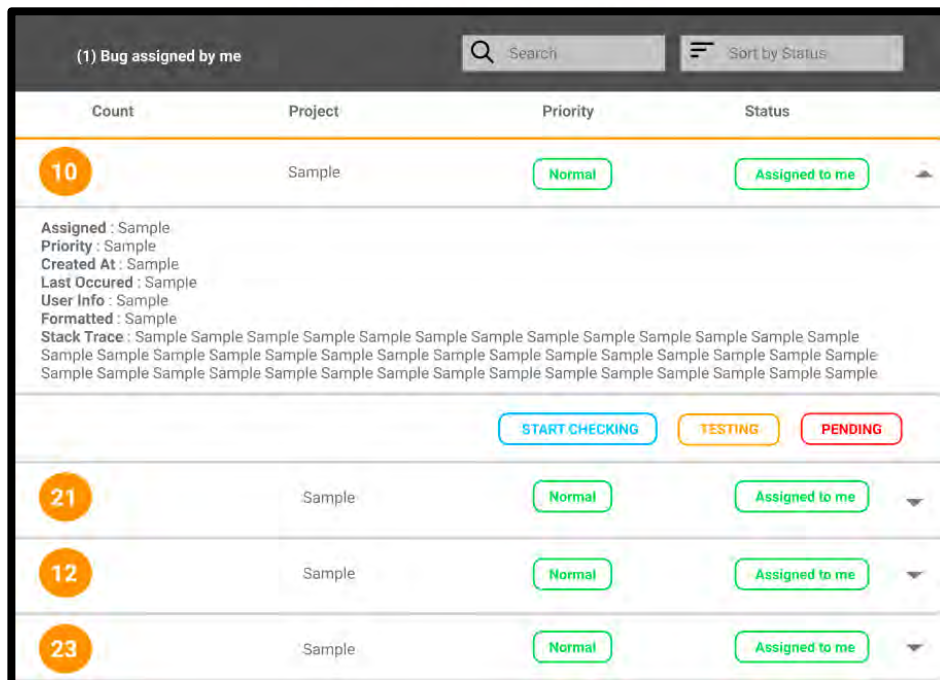 (1) Bug assigned by me Search Sort by Status
Count Project Priority Status
10 Sample Normal Assigned to me
Assigned : Sample
Priority : Sample
Created At : Sample
Last Occured : Sample
User Info : Sample
Formatted : Sample
Stack Trace : Sample Sample Sample Sample Sample Sample Sample Sample Sample Sample Sample Sample Sample
Sample Sample Sample Sample Sample Sample Sample Sample Sample Sample Sample Sample Sample Sample Sample
Sample Sample Sample Sample Sample Sample Sample Sample Sample Sample Sample Sample Sample Sample Sample
START CHECKING TESTING PENDING
21 Sample Normal Assigned to me
12 Sample Normal Assigned to me
23 Sample Normal Assigned to me